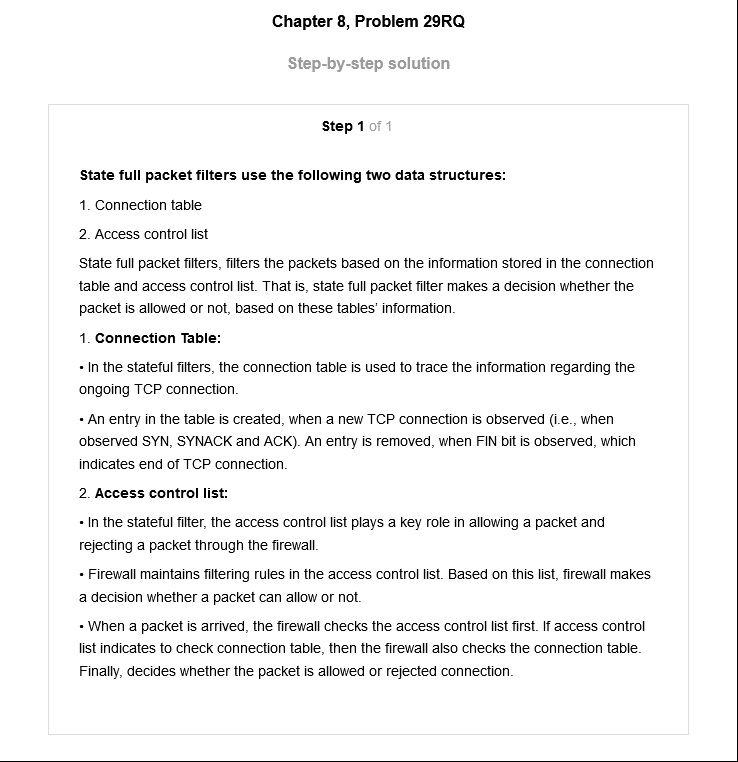 Chapter 8, Problem 29RQ
Step-by-step solution
Step 1 of 1
State full packet filters use the following two data structures:
1. Connection table
2. Access control list
State full packet filters, filters the packets based on the information stored in the connection
table and access control list. That is, state full packet filter makes a decision whether the
packet is allowed or not, based on these tables' information.
1. Connection Table:
• In the stateful filters, the connection table is used to trace the information regarding the
ongoing TCP connection.
• An entry in the table is created, when a new TCP connection is observed (i.e., when
observed SYN, SYNACK and ACK). An entry is removed, when FIN bit is observed, which
indicates end of TCP connection.
2. Access control list:
• In the stateful filter, the access control list plays a key role in allowing a packet and
rejecting a packet through the firewall.
• Firewall maintains filtering rules in the access control list. Based on this list, firewall makes
a decision whether a packet can allow or not.
• When a packet is arrived, the firewall checks the access control list first. If access control
list indicates to check connection table, then the firewall also checks the connection table.
Finally, decides whether the packet is allowed or rejected connection.